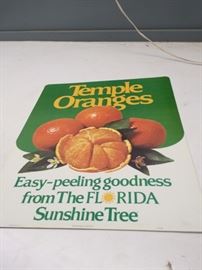 Temple
Oranges
Easy-peeling goodness
from The FLORIDA
Sunshine Tree